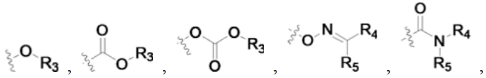 O R₃ , O O R₃ , O O R₃ O , O N R₄ R₅ , O N R₄ R₅ ,